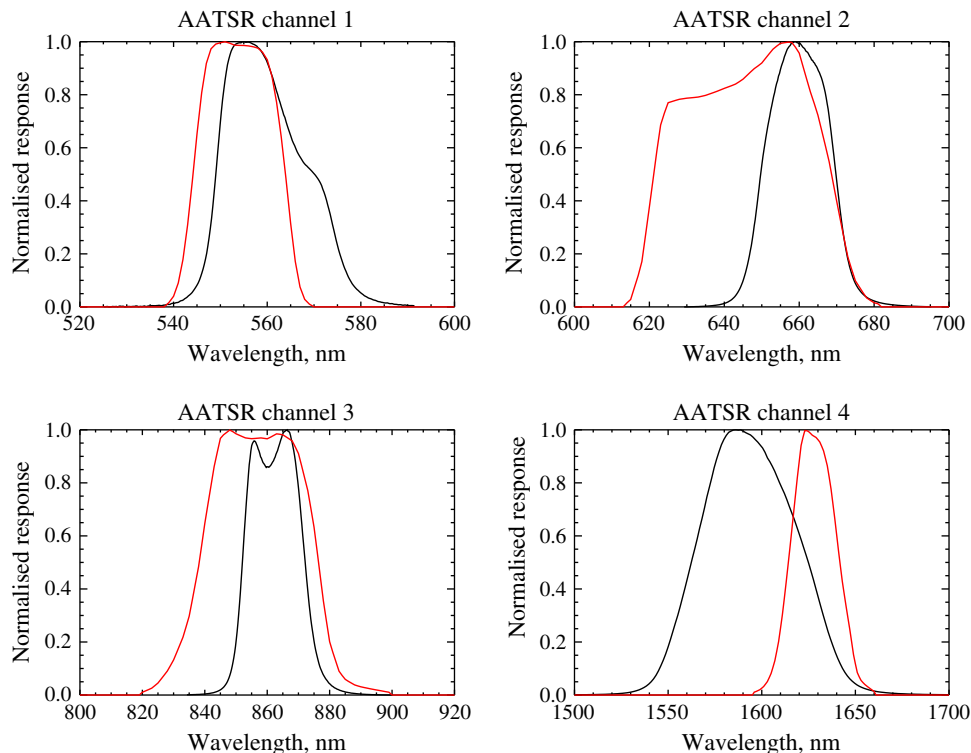 AATSR channel 1
Normalised response
1.0
0.8
0.6
0.4
0.2
0.0
520 540 560 580 600
Wavelength, nm
AATSR channel 2
Normalised response
1.0
0.8
0.6
0.4
0.2
0.0
600 620 640 660 680 700
Wavelength, nm
AATSR channel 3
Normalised response
1.0
0.8
0.6
0.4
0.2
0.0
800 820 840 860 880 900 920
Wavelength, nm
AATSR channel 4
Normalised response
1.0
0.8
0.6
0.4
0.2
0.0
1500 1550 1600 1650 1700
Wavelength, nm